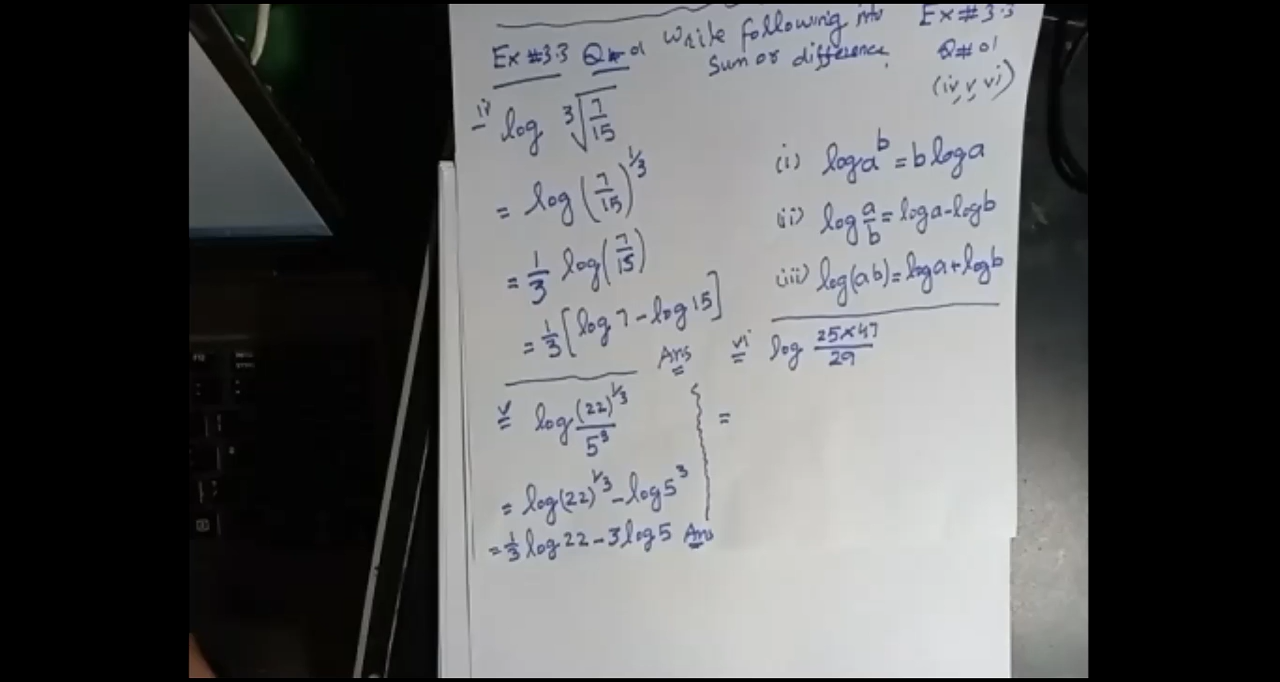 Ex #3.3 Q#01 Write following into Sum or difference.
Ex#3.3
Q#01
(iv, v, vi)
iv log ∛(7/15)
= log (7/15)^(1/3)
= 1/3 log (7/15)
= 1/3 [log 7 - log 15]
Ans
v log (22)^(1/3)/5^3
= log (22)^(1/3) - log 5^3
= 1/3 log 22 - 3 log 5 Ans
(i) log a^b = b log a
(ii) log a/b = log a - log b
(iii) log (ab) = log a + log b
vi log 25×47/29
=